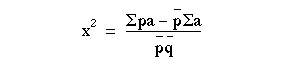 x² = Σpa – p̄Σa / p̄q̄